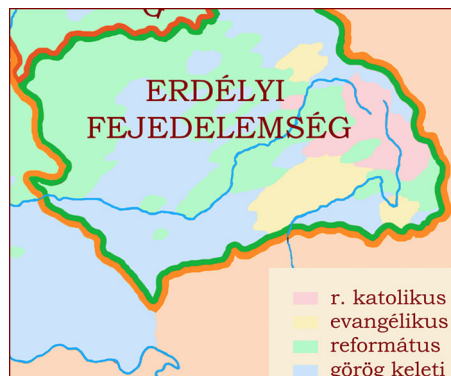 ERDÉLYI
FEJEDELEMSÉG
r. katolikus
evangélikus
református
görög keleti